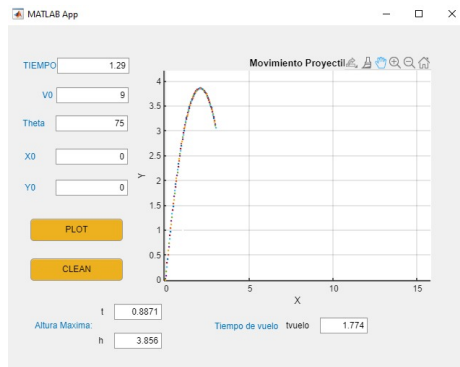 MATLAB App
TIEMPO 1.29
V0 9
Theta 75
X0 0
Y0 0
PLOT
CLEAN
Movimiento Proyectil
Y
4
3.5
3
2.5
2
1.5
1
0.5
0
0 5 10 15
X
Altura Maxima:
t 0.8871
h 3.856
Tiempo de vuelo tvuelo 1.774